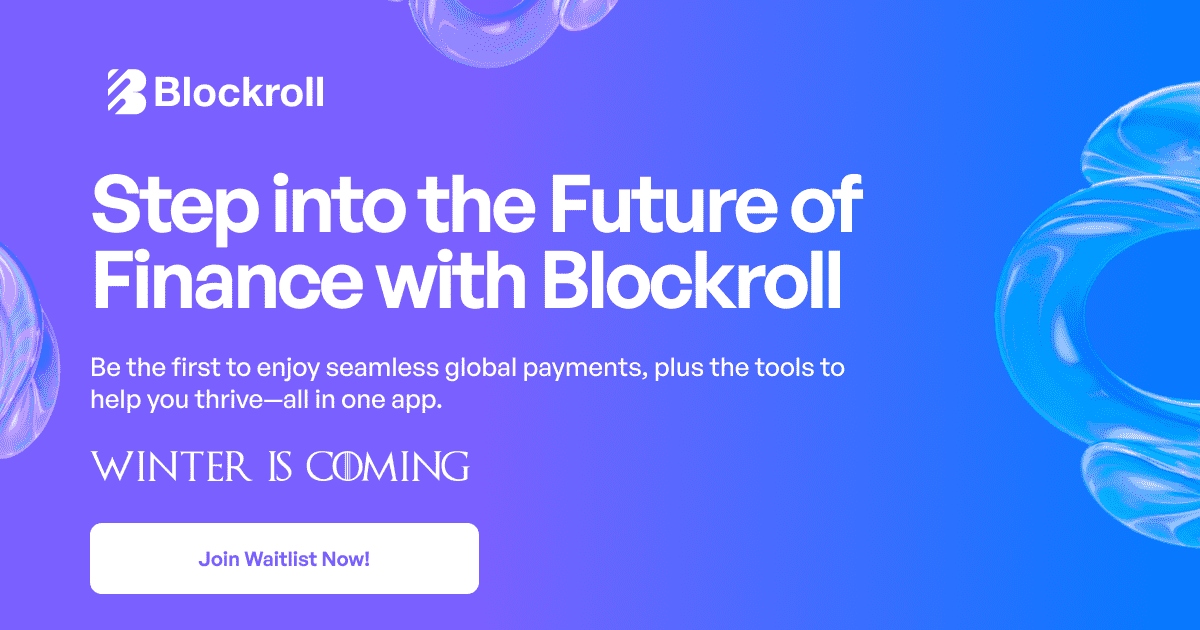 Blockroll
Step into the Future of
Finance with Blockroll
Be the first to enjoy seamless global payments, plus the tools to
help you thrive—all in one app.
WINTER IS COMING
Join Waitlist Now!